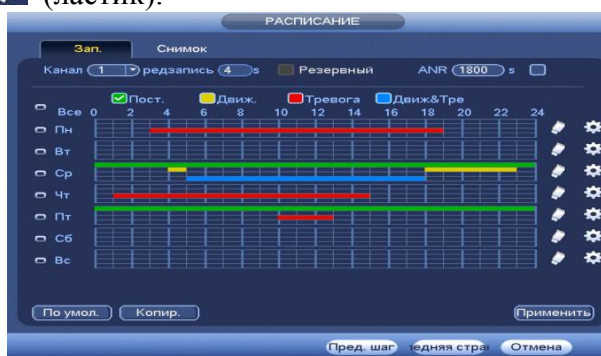 (ластик).
РАСПИСАНИЕ
Зап. Снимок
Канал 1 редзапись 4 s Резервный ANR 1800 s
Пост. Движ. Тревога Движ&Тре
Все 0 2 4 6 8 10 12 14 16 18 20 22 24
Пн
Вт
Ср
Чт
Пт
Сб
Вс
По умол. Копир. Применить
Пред. шаг едняя стра Отмена